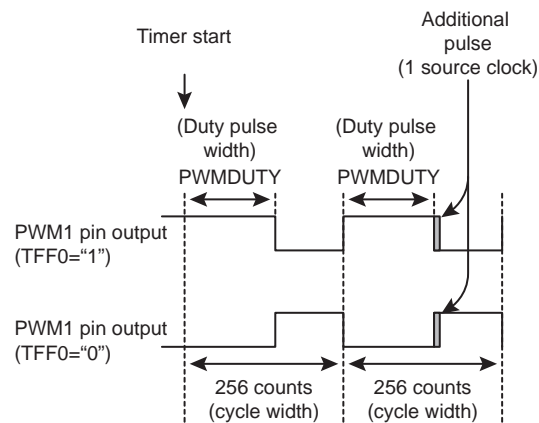 Timer start
Additional
pulse
(1 source clock)
(Duty pulse
width)
PWMDUTY
(Duty pulse
width)
PWMDUTY
PWM1 pin output
(TFF0=“1”)
PWM1 pin output
(TFF0=“0”)
256 counts
(cycle width)
256 counts
(cycle width)